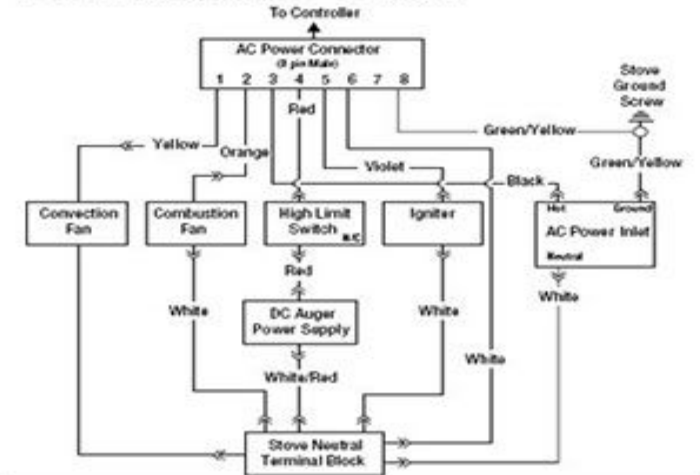 To Controller
AC Power Connector
(8 pin Male)
1 2 3 4 5 6 7 8
Red
Stove
Ground
Screw
Yellow
Orange
Green/Yellow
Violet
Green/Yellow
Black
Convection
Fan
Combustion
Fan
High Limit
Switch
N/C
Igniter
Hot
Ground
AC Power Inlet
Neutral
Red
White
White
White
DC Auger
Power Supply
White
White/Red
Stove Neutral
Terminal Block